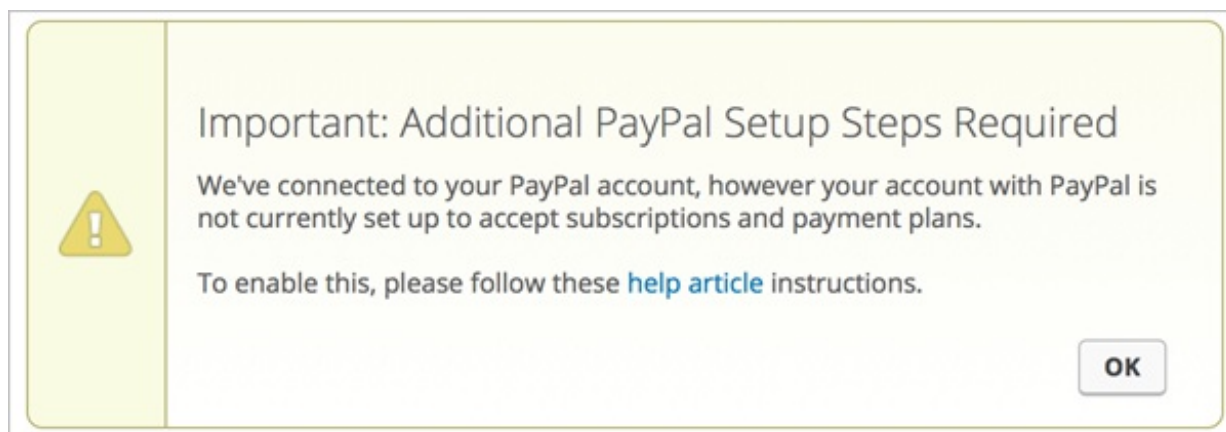 Important: Additional PayPal Setup Steps Required
We've connected to your PayPal account, however your account with PayPal is
not currently set up to accept subscriptions and payment plans.
To enable this, please follow these help article instructions.
OK